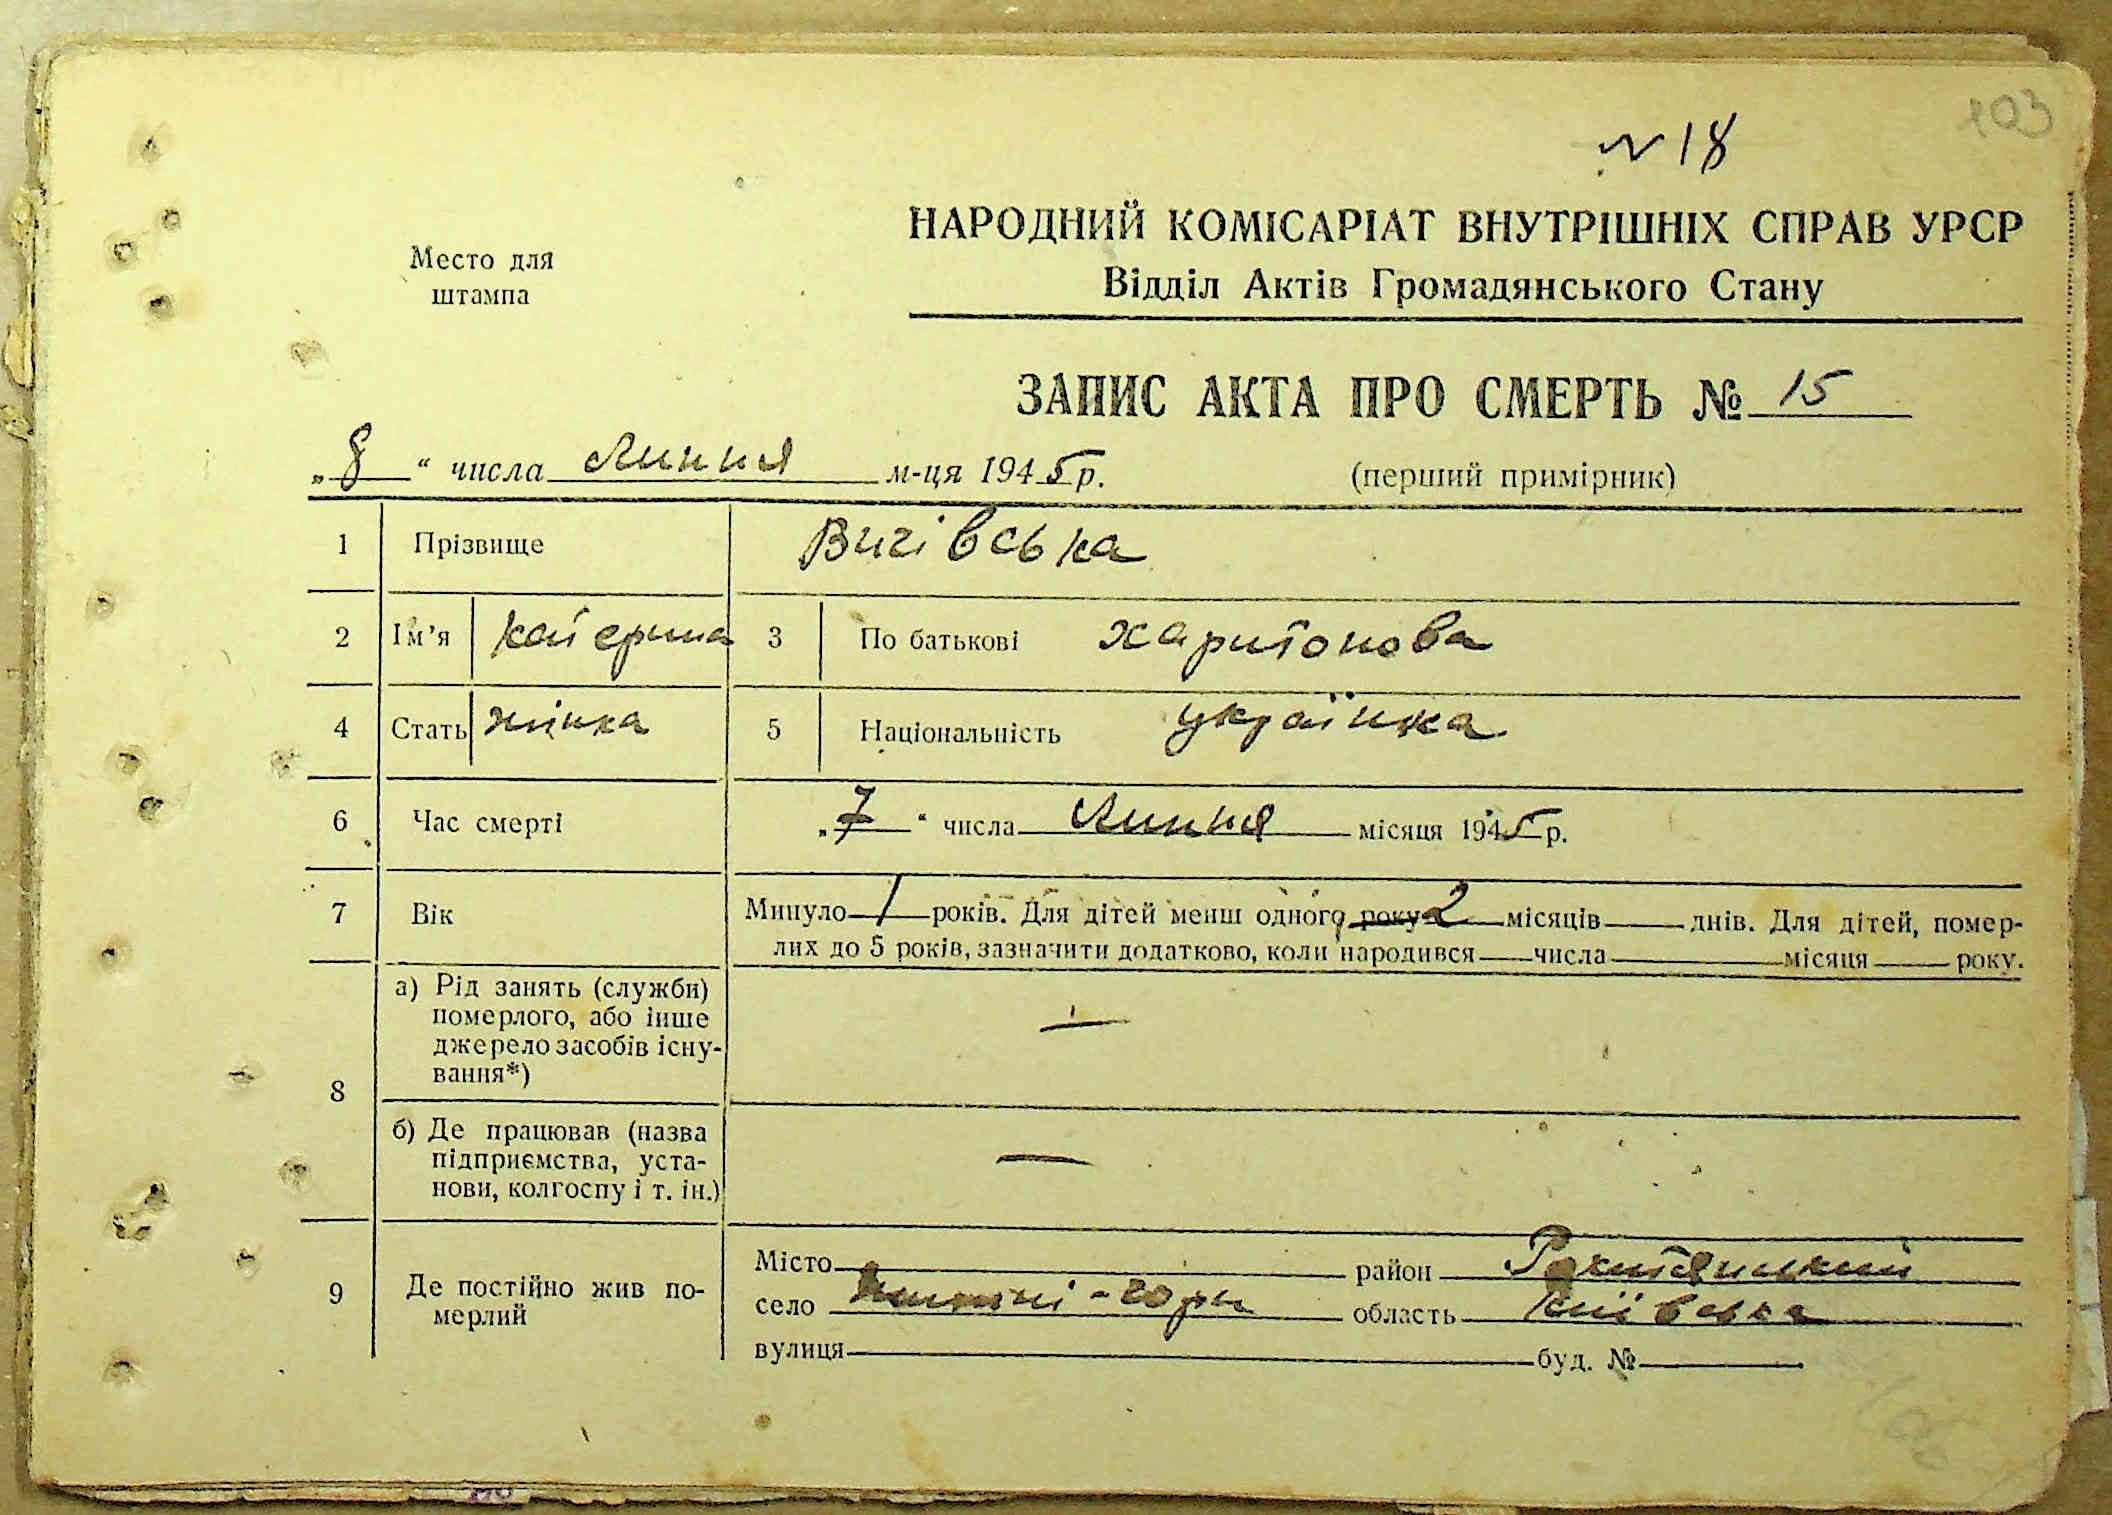 103
№ 18
НАРОДНИЙ КОМІСАРІАТ ВНУТРІШНІХ СПРАВ УРСР
Відділ Актів Громадянського Стану
Место для
штампа
ЗАПИС АКТА ПРО СМЕРТЬ № 15
„8“ числа Липня м-ця 1945 р.
(перший примірник)
1 Прізвище Вигівська
2 Ім’я Катерина 3 По батькові Харитонова
4 Стать жінка 5 Національність українка
6 Час смерті „7“ числа Липня місяця 1945 р.
7 Вік Минуло 1 років. Для дітей менш одного року 2 місяців днів. Для дітей, помер-
лих до 5 років, зазначити додатково, коли народився числа місяця року.
8 а) Рід занять (служби)
померлого, або інше
джерело засобів існу-
вання*) —
б) Де працював (назва
підприємства, уста-
нови, колгоспу і т. ін.) —
9 Де постійно жив по-
мерлий
Місто район Рокитянський
село -гори область Київська
вулиця буд. №